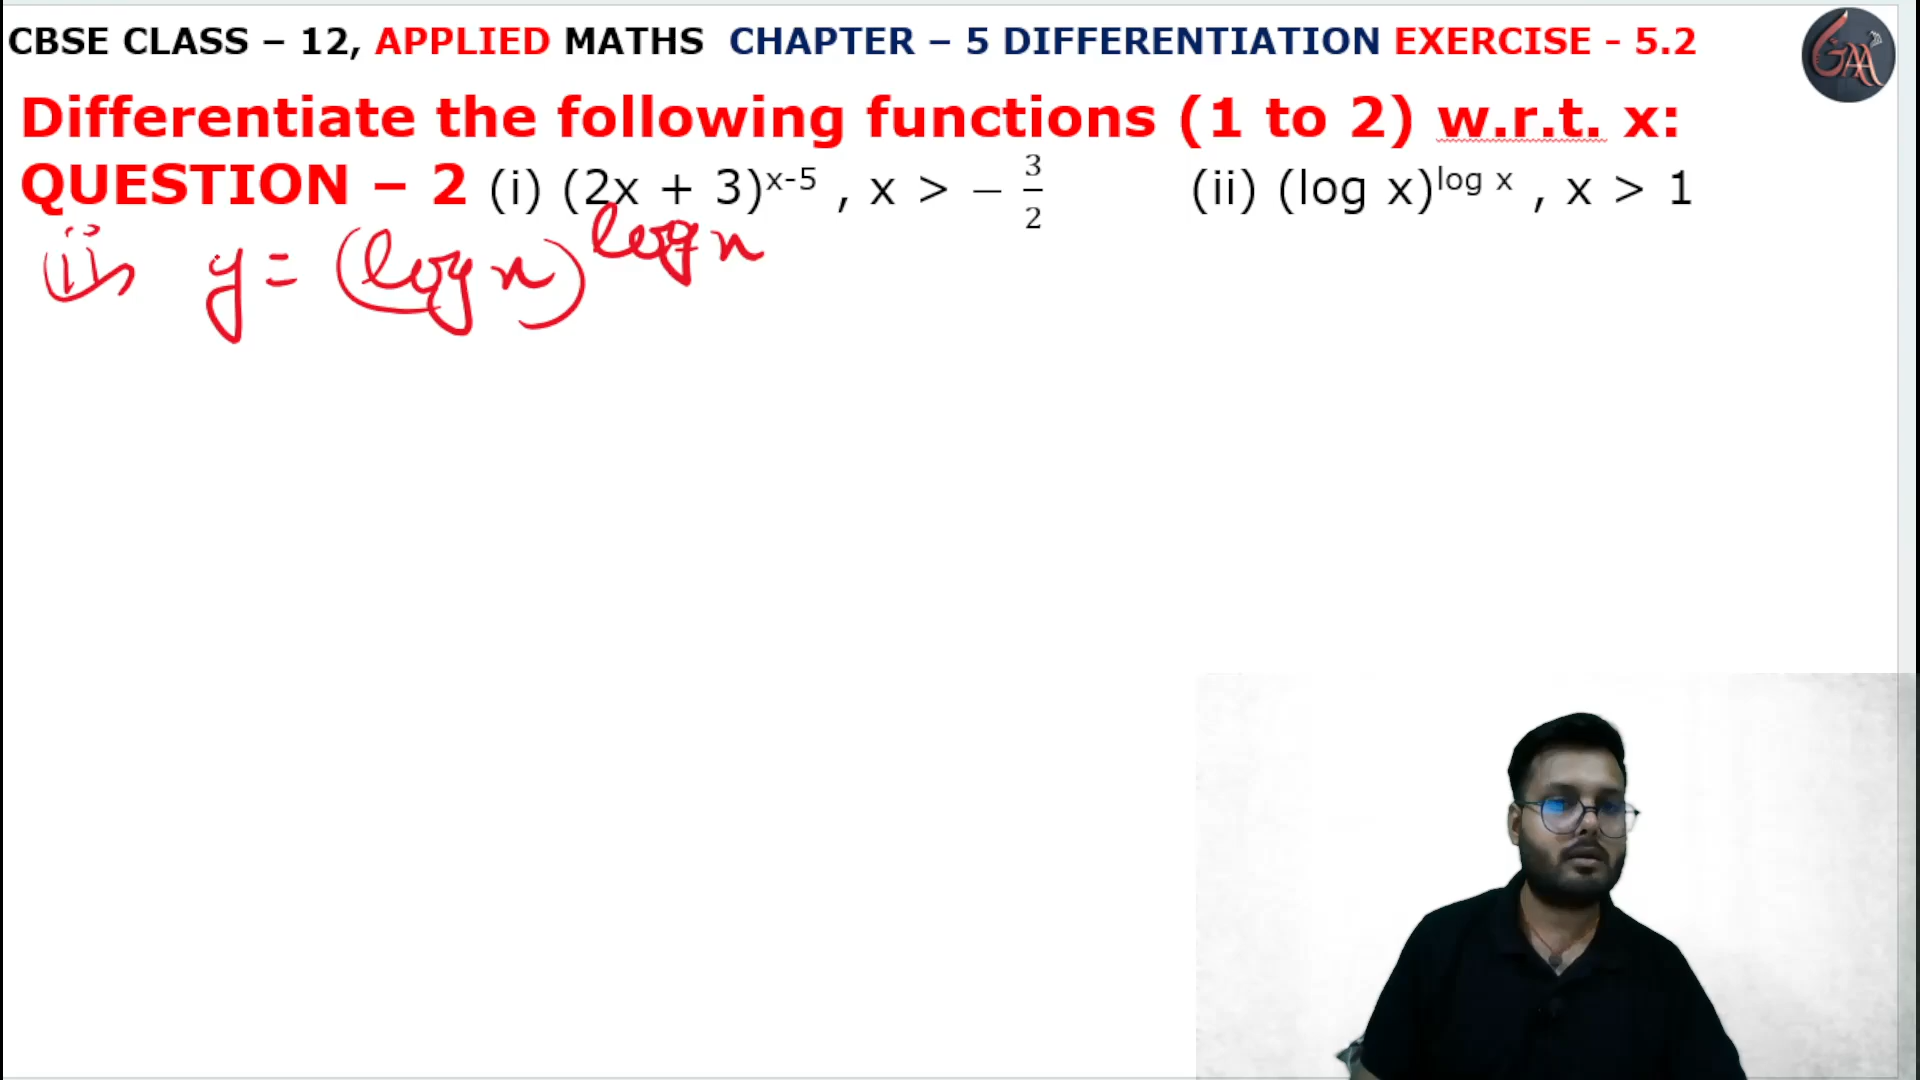 CBSE CLASS – 12, APPLIED MATHS CHAPTER – 5 DIFFERENTIATION EXERCISE - 5.2
Differentiate the following functions (1 to 2) w.r.t. x:
QUESTION – 2 (i) (2x + 3)ˣ⁻⁵ , x > – 3/2 (ii) (log x)^log x , x > 1
(ii) y = (log x)^log x
GAA